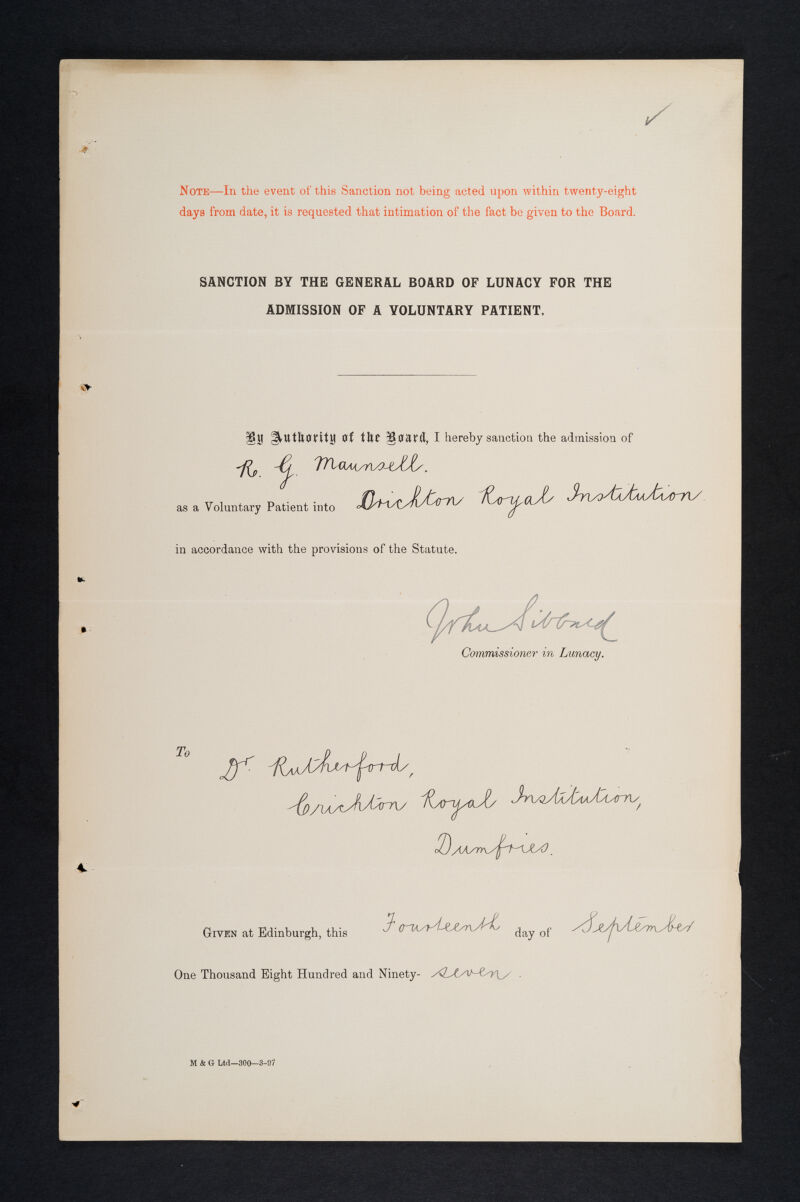 NOTE—In the event of this Sanction not being acted upon within twenty-eight
days from date, it is requested that intimation of the fact be given to the Board.
SANCTION BY THE GENERAL BOARD OF LUNACY FOR THE
ADMISSION OF A VOLUNTARY PATIENT.
By Authority of the Board, I hereby sanction the admission of
R. G. Maunsell.
as a Voluntary Patient into Crichton Royal Institution
in accordance with the provisions of the Statute.
John Sibbald
Commissioner in Lunacy.
To Dr. Rutherford,
Crichton Royal Institution,
Dumfries.
GIVEN at Edinburgh, this Fourteenth day of September
One Thousand Eight Hundred and Ninety- seven .
M & G Ltd—300—3-97